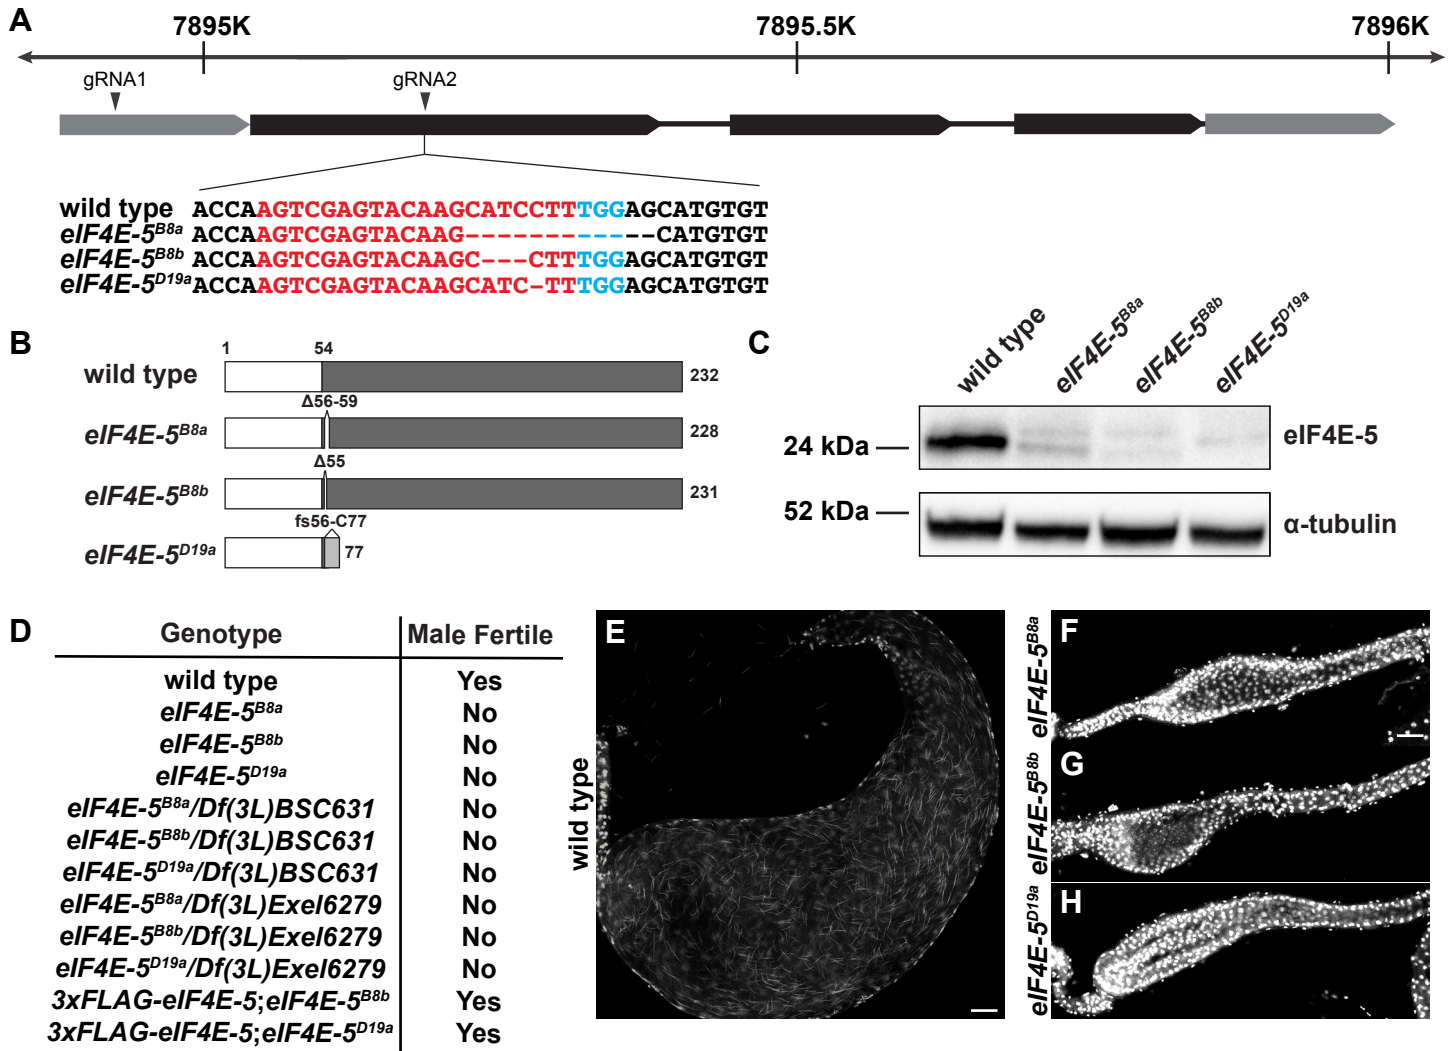 A
7895K 7895.5K 7896K
gRNA1 gRNA2
wild type ACCAAGTCGAGTACAAGCATCCTTTGGAGCATGTGT
eIF4E-5B8a ACCAAGTCGAGTACAAG------------CATGTGT
eIF4E-5B8b ACCAAGTCGAGTACAAGC---CTTTGGAGCATGTGT
eIF4E-5D19a ACCAAGTCGAGTACAAGCATC-TTTGGAGCATGTGT
B
1 54
wild type 232
Δ56-59
eIF4E-5B8a 228
Δ55
eIF4E-5B8b 231
fs56-C77
eIF4E-5D19a 77
C
wild type eIF4E-5B8a eIF4E-5B8b eIF4E-5D19a
24 kDa eIF4E-5
52 kDa α-tubulin
D
Genotype Male Fertile
wild type Yes
eIF4E-5B8a No
eIF4E-5B8b No
eIF4E-5D19a No
eIF4E-5B8a/Df(3L)BSC631 No
eIF4E-5B8b/Df(3L)BSC631 No
eIF4E-5D19a/Df(3L)BSC631 No
eIF4E-5B8a/Df(3L)Exel6279 No
eIF4E-5B8b/Df(3L)Exel6279 No
eIF4E-5D19a/Df(3L)Exel6279 No
3xFLAG-eIF4E-5;eIF4E-5B8b Yes
3xFLAG-eIF4E-5;eIF4E-5D19a Yes
E
wild type
F
eIF4E-5B8a
G
eIF4E-5B8b
H
eIF4E-5D19a